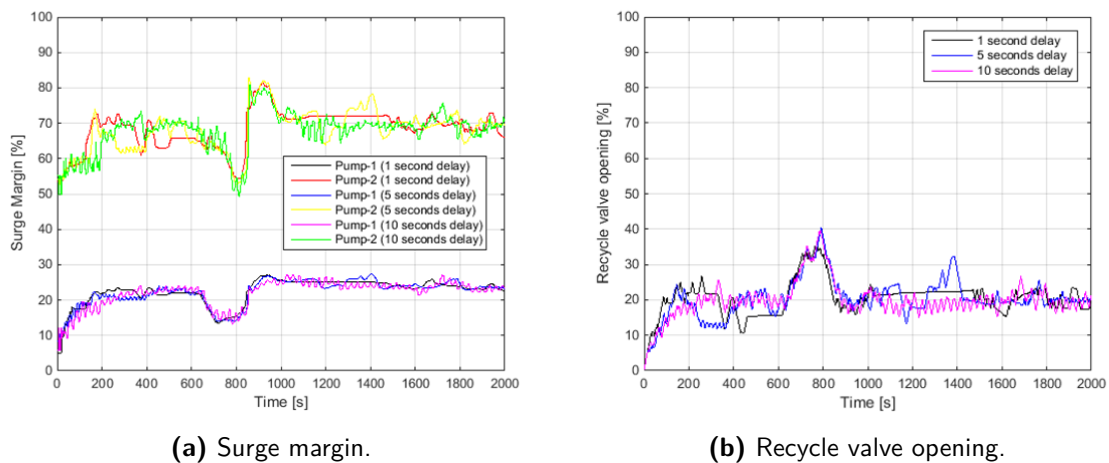 100
90
80
70
60
50
40
30
20
10
0
Surge Margin [%]
Pump-1 (1 second delay)
Pump-2 (1 second delay)
Pump-1 (5 seconds delay)
Pump-2 (5 seconds delay)
Pump-1 (10 seconds delay)
Pump-2 (10 seconds delay)
0 200 400 600 800 1000 1200 1400 1600 1800 2000
Time [s]
(a) Surge margin.
100
90
80
70
60
50
40
30
20
10
0
Recycle valve opening [%]
1 second delay
5 seconds delay
10 seconds delay
0 200 400 600 800 1000 1200 1400 1600 1800 2000
Time [s]
(b) Recycle valve opening.